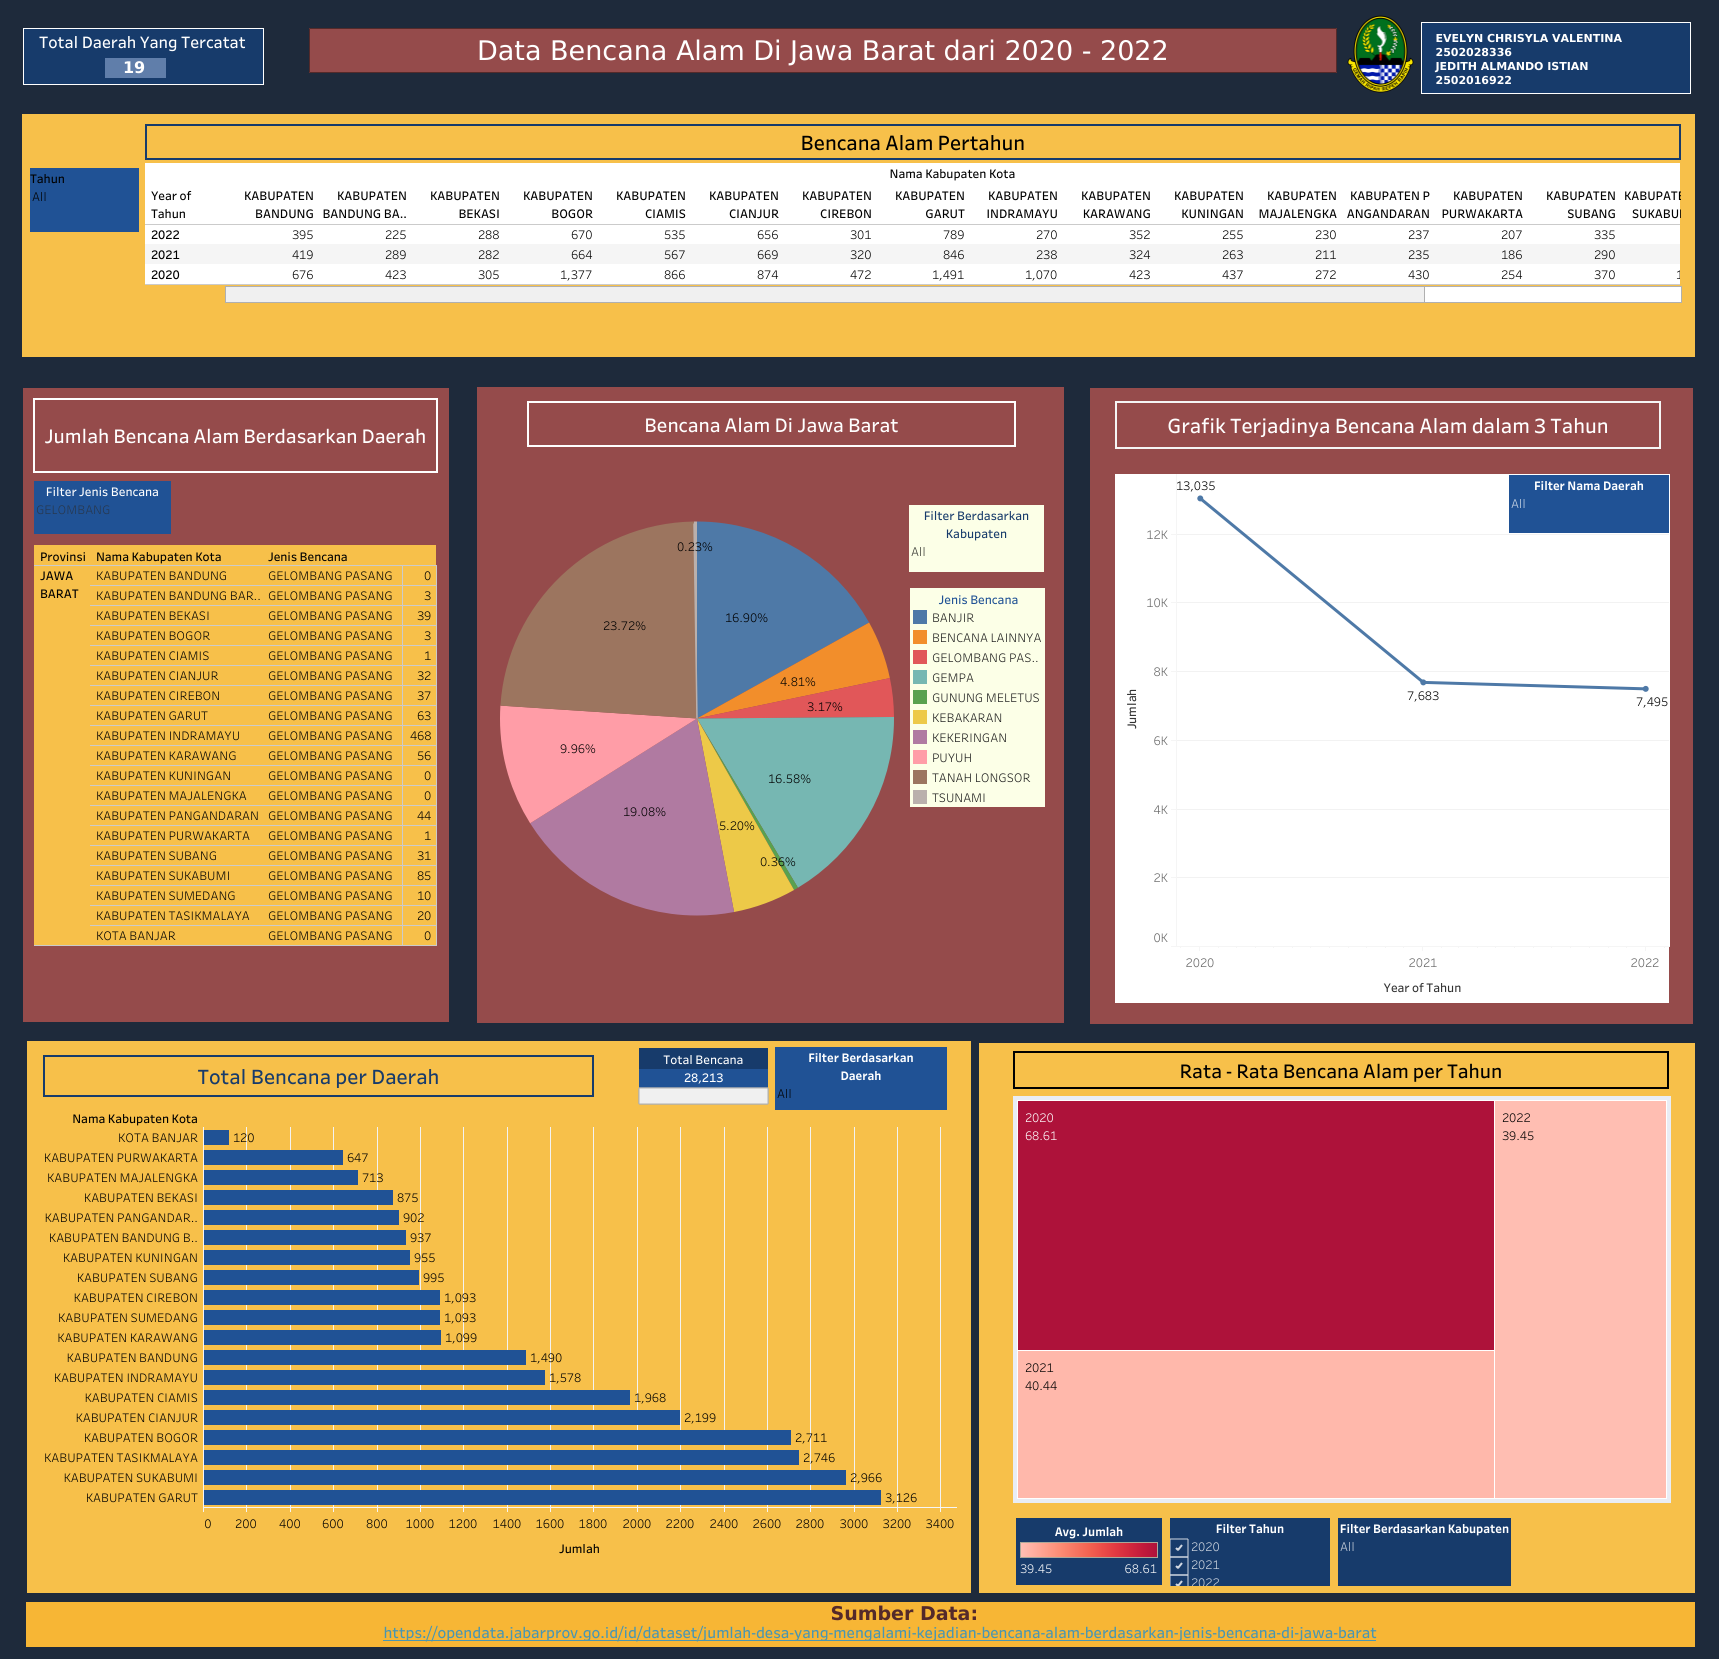 Total Daerah Yang Tercatat
19
Data Bencana Alam Di Jawa Barat dari 2020 - 2022
EVELYN CHRISYLA VALENTINA
2502028336
JEDITH ALMANDO ISTIAN
2502016922
Bencana Alam Pertahun
Tahun
All
Nama Kabupaten Kota
Year of Tahun KABUPATEN BANDUNG KABUPATEN BANDUNG BA.. KABUPATEN BEKASI KABUPATEN BOGOR KABUPATEN CIAMIS KABUPATEN CIANJUR KABUPATEN CIREBON KABUPATEN GARUT KABUPATEN INDRAMAYU KABUPATEN KARAWANG KABUPATEN KUNINGAN KABUPATEN MAJALENGKA KABUPATEN P ANGANDARAN KABUPATEN PURWAKARTA KABUPATEN SUBANG
2022 395 225 288 670 535 656 301 789 270 352 255 230 237 207 335
2021 419 289 282 664 567 669 320 846 238 324 263 211 235 186 290
2020 676 423 305 1,377 866 874 472 1,491 1,070 423 437 272 430 254 370
Jumlah Bencana Alam Berdasarkan Daerah
Filter Jenis Bencana
GELOMBANG
Provinsi Nama Kabupaten Kota Jenis Bencana
JAWA BARAT KABUPATEN BANDUNG GELOMBANG PASANG 0
KABUPATEN BANDUNG BAR.. GELOMBANG PASANG 3
KABUPATEN BEKASI GELOMBANG PASANG 39
KABUPATEN BOGOR GELOMBANG PASANG 3
KABUPATEN CIAMIS GELOMBANG PASANG 1
KABUPATEN CIANJUR GELOMBANG PASANG 32
KABUPATEN CIREBON GELOMBANG PASANG 37
KABUPATEN GARUT GELOMBANG PASANG 63
KABUPATEN INDRAMAYU GELOMBANG PASANG 468
KABUPATEN KARAWANG GELOMBANG PASANG 56
KABUPATEN KUNINGAN GELOMBANG PASANG 0
KABUPATEN MAJALENGKA GELOMBANG PASANG 0
KABUPATEN PANGANDARAN GELOMBANG PASANG 44
KABUPATEN PURWAKARTA GELOMBANG PASANG 1
KABUPATEN SUBANG GELOMBANG PASANG 31
KABUPATEN SUKABUMI GELOMBANG PASANG 85
KABUPATEN SUMEDANG GELOMBANG PASANG 10
KABUPATEN TASIKMALAYA GELOMBANG PASANG 20
KOTA BANJAR GELOMBANG PASANG 0
Bencana Alam Di Jawa Barat
0.23%
16.90%
23.72%
4.81%
3.17%
9.96%
16.58%
19.08%
5.20%
0.36%
Filter Berdasarkan
Kabupaten
All
Jenis Bencana
BANJIR
BENCANA LAINNYA
GELOMBANG PAS..
GEMPA
GUNUNG MELETUS
KEBAKARAN
KEKERINGAN
PUYUH
TANAH LONGSOR
TSUNAMI
Grafik Terjadinya Bencana Alam dalam 3 Tahun
Filter Nama Daerah
All
13,035
7,683
7,495
12K
10K
8K
6K
4K
2K
0K
Jumlah
2020 2021 2022
Year of Tahun
Total Bencana per Daerah
Total Bencana
28,213
Filter Berdasarkan
Daerah
All
Nama Kabupaten Kota
KOTA BANJAR 120
KABUPATEN PURWAKARTA 647
KABUPATEN MAJALENGKA 713
KABUPATEN BEKASI 875
KABUPATEN PANGANDAR.. 902
KABUPATEN BANDUNG B.. 937
KABUPATEN KUNINGAN 955
KABUPATEN SUBANG 995
KABUPATEN CIREBON 1,093
KABUPATEN SUMEDANG 1,093
KABUPATEN KARAWANG 1,099
KABUPATEN BANDUNG 1,490
KABUPATEN INDRAMAYU 1,578
KABUPATEN CIAMIS 1,968
KABUPATEN CIANJUR 2,199
KABUPATEN BOGOR 2,711
KABUPATEN TASIKMALAYA 2,746
KABUPATEN SUKABUMI 2,966
KABUPATEN GARUT 3,126
0 200 400 600 800 1000 1200 1400 1600 1800 2000 2200 2400 2600 2800 3000 3200 3400
Jumlah
Rata - Rata Bencana Alam per Tahun
2020
68.61
2022
39.45
2021
40.44
Avg. Jumlah
39.45 68.61
Filter Tahun
2020
2021
2022
Filter Berdasarkan Kabupaten
All
Sumber Data:
https://opendata.jabarprov.go.id/id/dataset/jumlah-desa-yang-mengalami-kejadian-bencana-alam-berdasarkan-jenis-bencana-di-jawa-barat